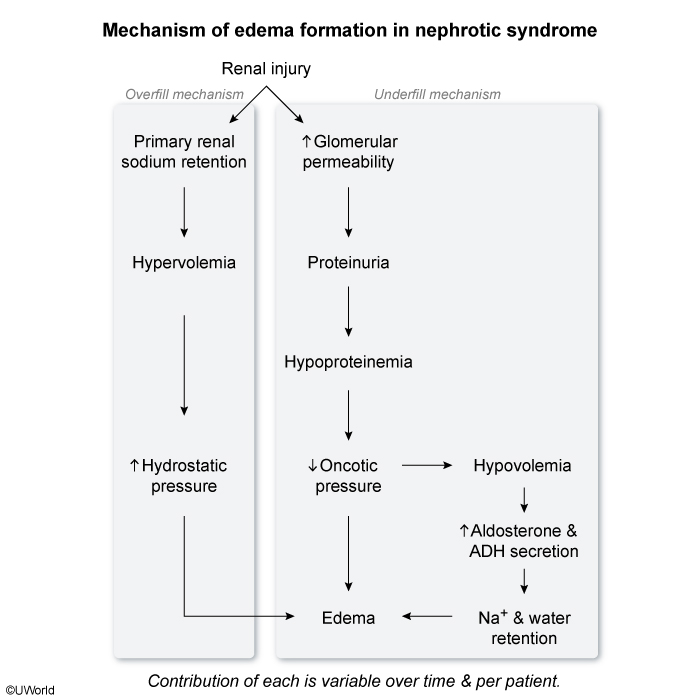 Mechanism of edema formation in nephrotic syndrome
Renal injury
Overfill mechanism
Underfill mechanism
Primary renal
sodium retention
↑Glomerular
permeability
Hypervolemia
Proteinuria
Hypoproteinemia
↑Hydrostatic
pressure
↓Oncotic
pressure
Hypovolemia
↑Aldosterone &
ADH secretion
Edema
Na⁺ & water
retention
Contribution of each is variable over time & per patient.
©UWorld